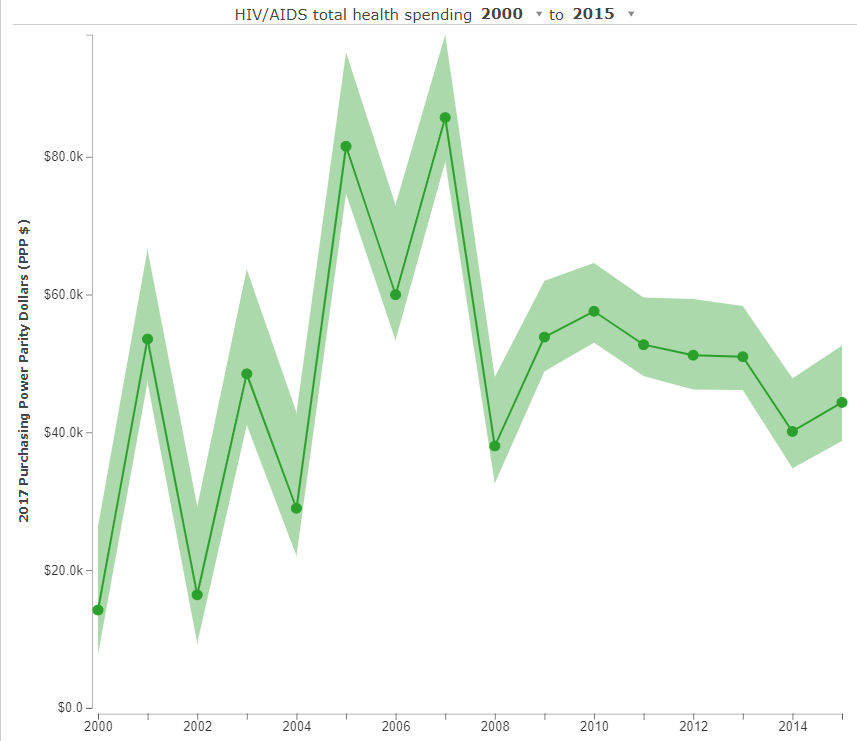 HIV/AIDS total health spending 2000 to 2015
2017 Purchasing Power Parity Dollars (PPP $)
$80.0k
$60.0k
$40.0k
$20.0k
$0.0
2000 2002 2004 2006 2008 2010 2012 2014